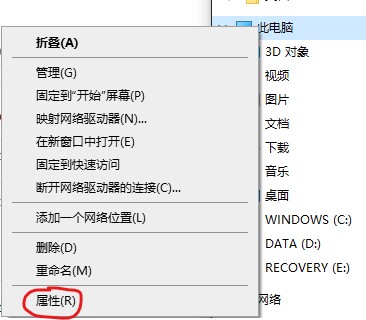 折叠(A)
管理(G)
固定到"开始"屏幕(P)
映射网络驱动器(N)...
在新窗口中打开(E)
固定到快速访问
断开网络驱动器的连接(C)...
添加一个网络位置(L)
删除(D)
重命名(M)
属性(R)
此电脑
3D 对象
视频
图片
文档
下载
音乐
桌面
WINDOWS (C:)
DATA (D:)
RECOVERY (E:)
网络